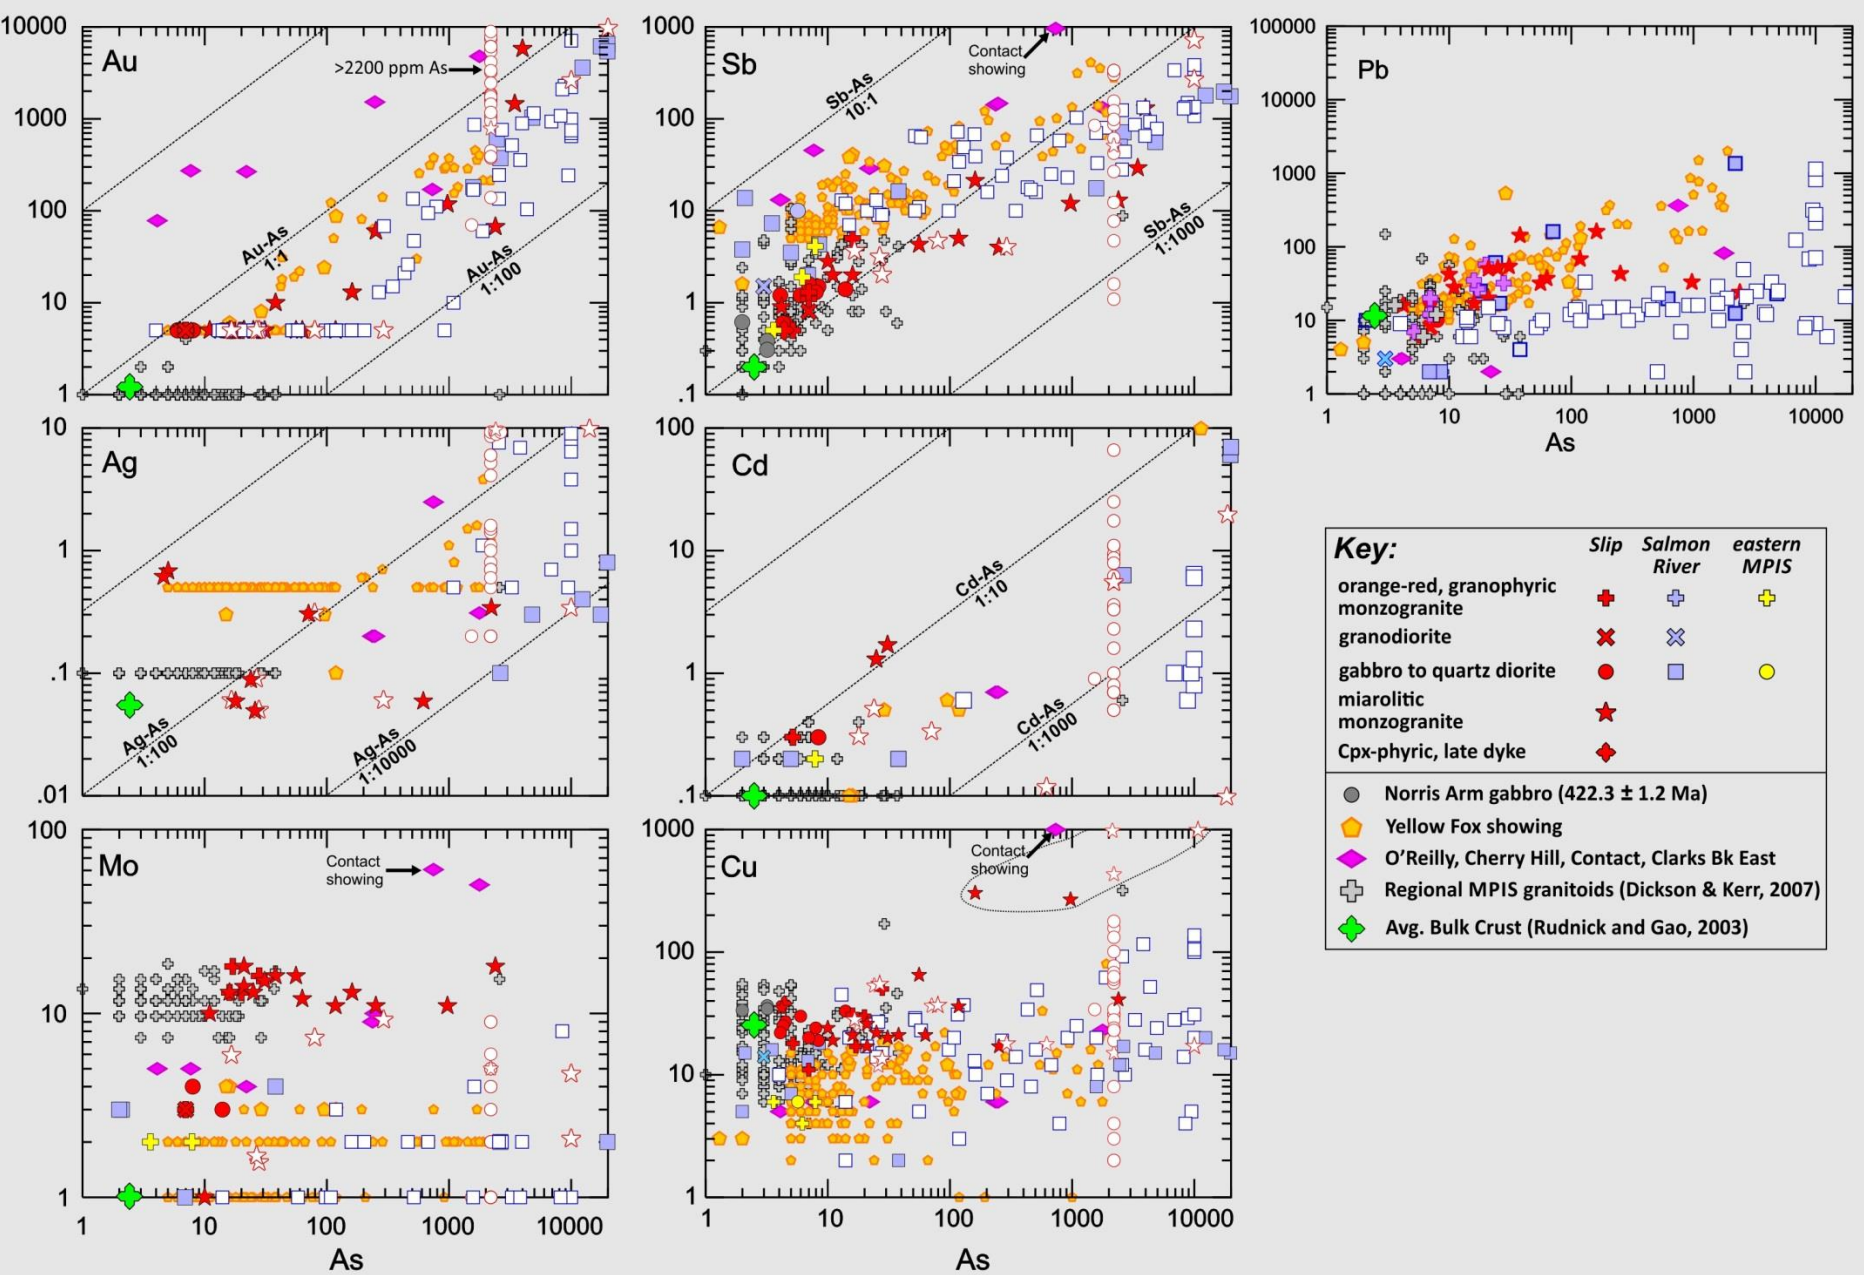 Au
10000
1000
100
10
1
>2200 ppm As
Au-As
1:1
Au-As
1:100
Sb
1000
100
10
1
.1
Contact
showing
Sb-As
10:1
Sb-As
1:1000
Pb
100000
10000
1000
100
10
1
1 10 100 1000 10000
As
Ag
10
1
.1
.01
Ag-As
1:100
Ag-As
1:10000
Cd
100
10
1
.1
Cd-As
1:10
Cd-As
1:1000
Mo
100
10
1
Contact
showing
1 10 100 1000 10000
As
Cu
1000
100
10
1
Contact
showing
1 10 100 1000 10000
As
Key: Slip Salmon River eastern MPIS
orange-red, granophyric
monzogranite
granodiorite
gabbro to quartz diorite
miarolitic
monzogranite
Cpx-phyric, late dyke
Norris Arm gabbro (422.3 ± 1.2 Ma)
Yellow Fox showing
O'Reilly, Cherry Hill, Contact, Clarks Bk East
Regional MPIS granitoids (Dickson & Kerr, 2007)
Avg. Bulk Crust (Rudnick and Gao, 2003)